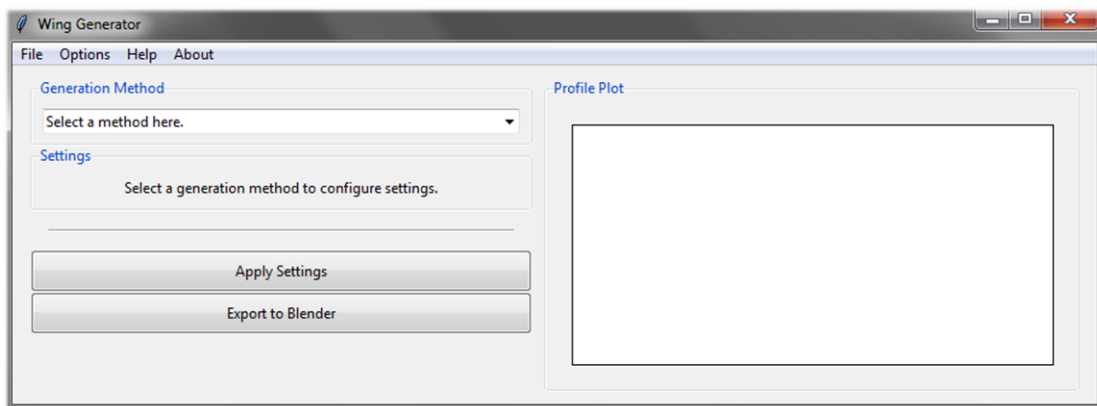 Wing Generator
File Options Help About
Generation Method
Select a method here.
Settings
Select a generation method to configure settings.
Apply Settings
Export to Blender
Profile Plot